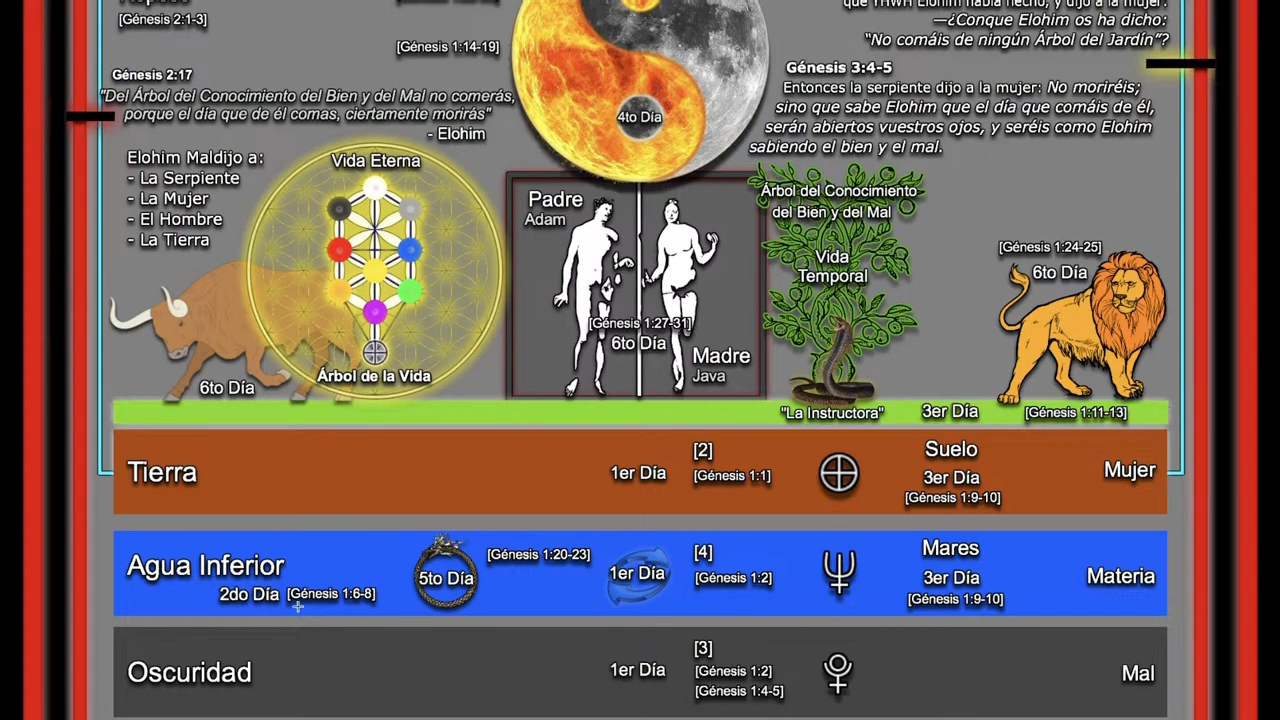 [Génesis 2:1-3]
[Génesis 1:14-19]
que YHWH Elohim había hecho, y dijo a la mujer:
—¿Conque Elohim os ha dicho:
"No comáis de ningún Árbol del Jardín"?
Génesis 2:17
"Del Árbol del Conocimiento del Bien y del Mal no comerás,
porque el día que de él comas, ciertamente morirás"
- Elohim
4to Día
Génesis 3:4-5
Entonces la serpiente dijo a la mujer: No moriréis;
sino que sabe Elohim que el día que comáis de él,
serán abiertos vuestros ojos, y seréis como Elohim
sabiendo el bien y el mal.
Elohim Maldijo a:
- La Serpiente
- La Mujer
- El Hombre
- La Tierra
Vida Eterna
Árbol de la Vida
6to Día
Padre
Adam
[Génesis 1:27-31]
6to Día
Madre
Java
Árbol del Conocimiento
del Bien y del Mal
Vida
Temporal
"La Instructora"
[Génesis 1:24-25]
6to Día
3er Día
[Génesis 1:11-13]
Tierra
1er Día
[2]
[Génesis 1:1]
Suelo
3er Día
[Génesis 1:9-10]
Mujer
Agua Inferior
2do Día
[Génesis 1:6-8]
5to Día
[Génesis 1:20-23]
1er Día
[4]
[Génesis 1:2]
Mares
3er Día
[Génesis 1:9-10]
Materia
Oscuridad
1er Día
[3]
[Génesis 1:2]
[Génesis 1:4-5]
Mal